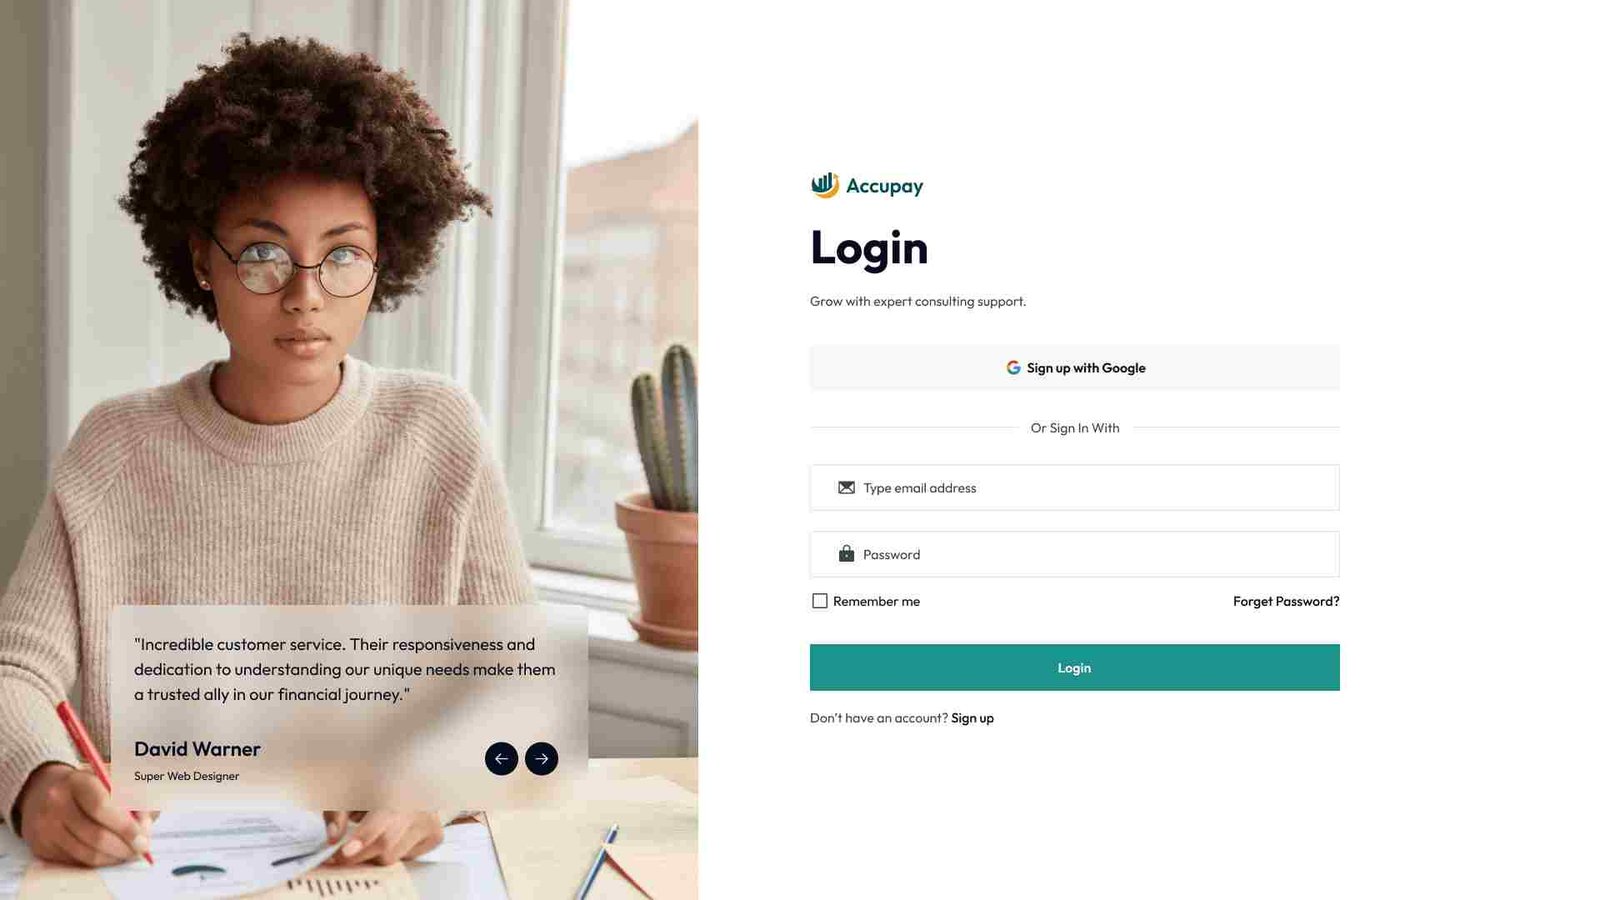 "Incredible customer service. Their responsiveness and
dedication to understanding our unique needs make them
a trusted ally in our financial journey."
David Warner
Super Web Designer
Accupay
Login
Grow with expert consulting support.
Sign up with Google
Or Sign In With
Type email address
Password
Remember me
Forget Password?
Login
Don't have an account? Sign up